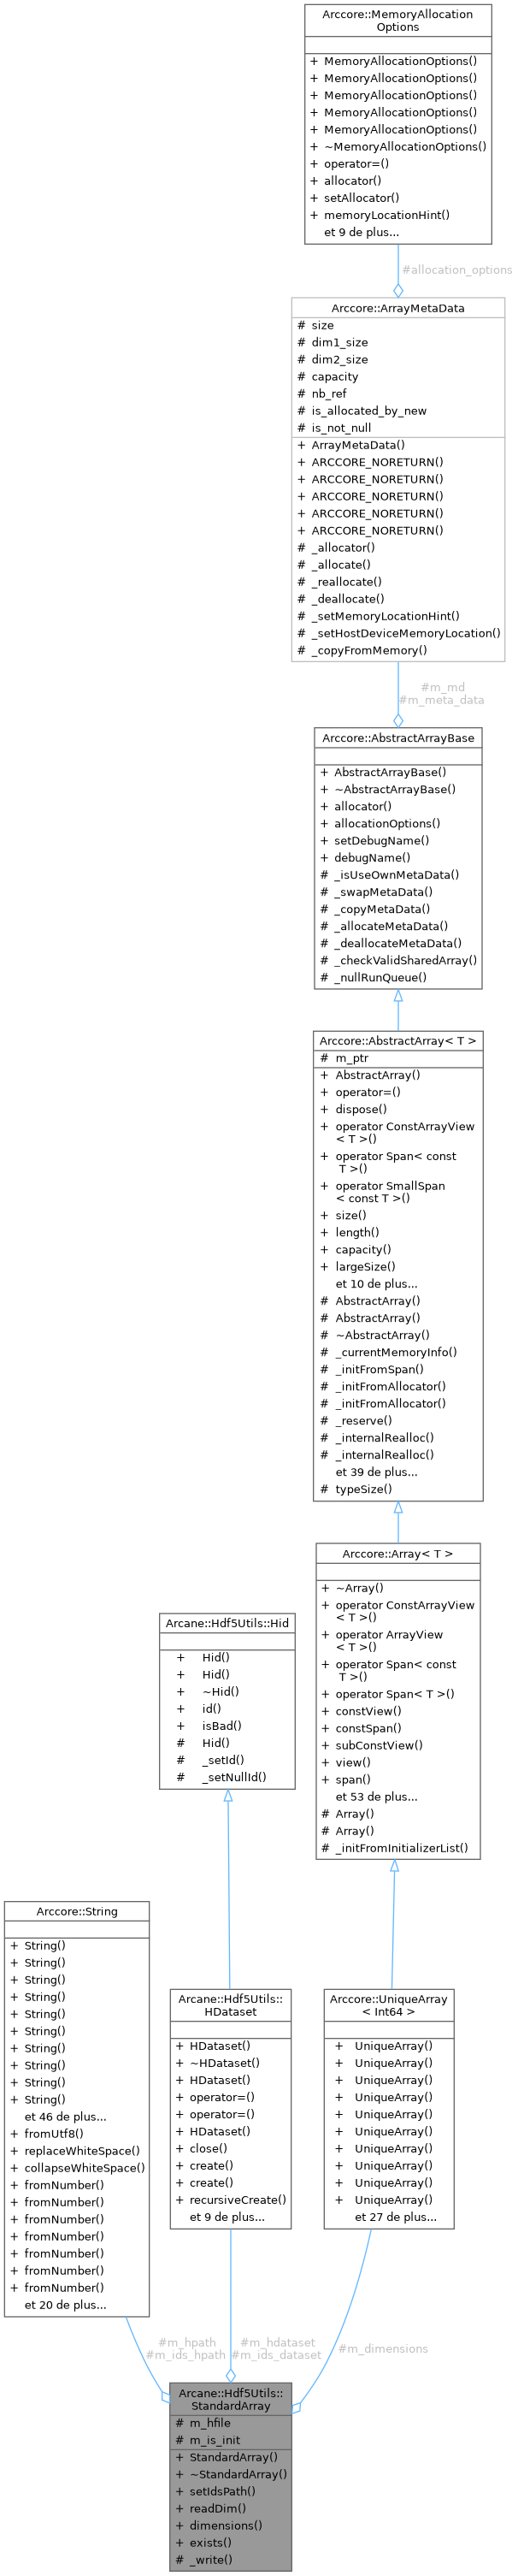 Arccore::MemoryAllocation
Options
+ MemoryAllocationOptions()
+ MemoryAllocationOptions()
+ MemoryAllocationOptions()
+ MemoryAllocationOptions()
+ MemoryAllocationOptions()
+ ~MemoryAllocationOptions()
+ operator=()
+ allocator()
+ setAllocator()
+ memoryLocationHint()
et 9 de plus...
#allocation_options
Arccore::ArrayMetaData
# size
# dim1_size
# dim2_size
# capacity
# nb_ref
# is_allocated_by_new
# is_not_null
+ ArrayMetaData()
+ ARCCORE_NORETURN()
+ ARCCORE_NORETURN()
+ ARCCORE_NORETURN()
+ ARCCORE_NORETURN()
+ ARCCORE_NORETURN()
# _allocator()
# _allocate()
# _reallocate()
# _deallocate()
# _setMemoryLocationHint()
# _setHostDeviceMemoryLocation()
# _copyFromMemory()
#m_md
#m_meta_data
Arccore::AbstractArrayBase
+ AbstractArrayBase()
+ ~AbstractArrayBase()
+ allocator()
+ allocationOptions()
+ setDebugName()
+ debugName()
# _isUseOwnMetaData()
# _swapMetaData()
# _copyMetaData()
# _allocateMetaData()
# _deallocateMetaData()
# _checkValidSharedArray()
# _nullRunQueue()
Arccore::AbstractArray< T >
# m_ptr
+ AbstractArray()
+ operator=()
+ dispose()
+ operator ConstArrayView
< T >()
+ operator Span< const
T >()
+ operator SmallSpan
< const T >()
+ size()
+ length()
+ capacity()
+ largeSize()
et 10 de plus...
# AbstractArray()
# AbstractArray()
# ~AbstractArray()
# _currentMemoryInfo()
# _initFromSpan()
# _initFromAllocator()
# _initFromAllocator()
# _reserve()
# _internalRealloc()
# _internalRealloc()
et 39 de plus...
# typeSize()
Arccore::Array< T >
+ ~Array()
+ operator ConstArrayView
< T >()
+ operator ArrayView
< T >()
+ operator Span< const
T >()
+ operator Span< T >()
+ constView()
+ constSpan()
+ subConstView()
+ view()
+ span()
et 53 de plus...
# Array()
# Array()
# _initFromInitializerList()
Arcane::Hdf5Utils::Hid
+ Hid()
+ Hid()
+ ~Hid()
+ id()
+ isBad()
# Hid()
# _setId()
# _setNullId()
Arccore::String
+ String()
+ String()
+ String()
+ String()
+ String()
+ String()
+ String()
+ String()
+ String()
+ String()
et 46 de plus...
+ fromUtf8()
+ replaceWhiteSpace()
+ collapseWhiteSpace()
+ fromNumber()
+ fromNumber()
+ fromNumber()
+ fromNumber()
+ fromNumber()
+ fromNumber()
+ fromNumber()
et 20 de plus...
Arcane::Hdf5Utils::
HDataset
+ HDataset()
+ ~HDataset()
+ HDataset()
+ operator=()
+ operator=()
+ HDataset()
+ close()
+ create()
+ create()
+ recursiveCreate()
et 9 de plus...
Arccore::UniqueArray
< Int64 >
+ UniqueArray()
+ UniqueArray()
+ UniqueArray()
+ UniqueArray()
+ UniqueArray()
+ UniqueArray()
+ UniqueArray()
+ UniqueArray()
+ UniqueArray()
+ UniqueArray()
et 27 de plus...
#m_hpath
#m_ids_hpath
#m_hdataset
#m_ids_dataset
#m_dimensions
Arcane::Hdf5Utils::
StandardArray
# m_hfile
# m_is_init
+ StandardArray()
+ ~StandardArray()
+ setIdsPath()
+ readDim()
+ dimensions()
+ exists()
# _write()